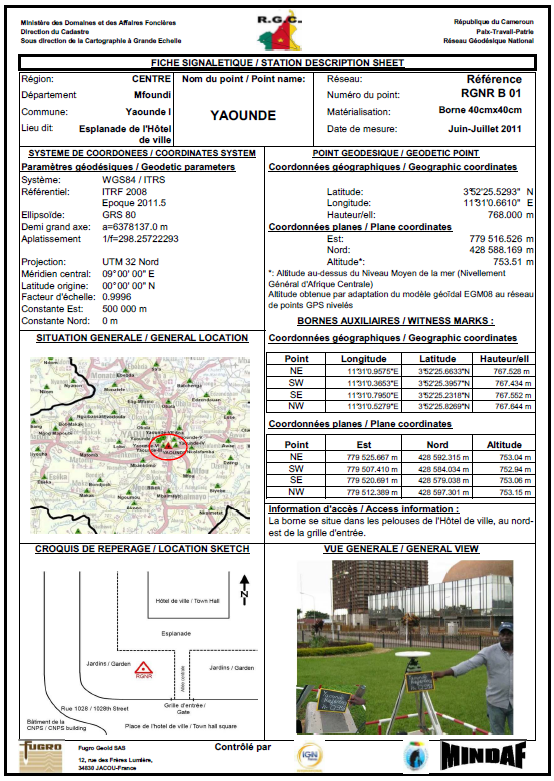 Ministère des Domaines et des Affaires Foncières
Direction du Cadastre
Sous direction de la Cartographie à Grande Echelle
R.G.C.
République du Cameroun
Paix-Travail-Patrie
Réseau Géodésique National
FICHE SIGNALETIQUE / STATION DESCRIPTION SHEET
Région: CENTRE
Département Mfoundi
Commune: Yaounde I
Lieu dit: Esplanade de l'Hôtel
de ville
Nom du point / Point name:
YAOUNDE
Réseau: Référence
Numéro du point: RGNR B 01
Matérialisation: Borne 40cmx40cm
Date de mesure: Juin-Juillet 2011
SYSTEME DE COORDONEES / COORDINATES SYSTEM
Paramètres géodésiques / Geodetic parameters
Système: WGS84 / ITRS
Référentiel: ITRF 2008
Epoque 2011.5
Ellipsoïde: GRS 80
Demi grand axe: a=6378137.0 m
Aplatissement 1/f=298.25722293
Projection: UTM 32 Nord
Méridien central: 09°00' 00" E
Latitude origine: 00°00' 00" N
Facteur d'échelle: 0.9996
Constante Est: 500 000 m
Constante Nord: 0 m
POINT GEODESIQUE / GEODETIC POINT
Coordonnées géographiques / Geographic coordinates
Latitude: 3°52'25.5293" N
Longitude: 11°31'0.6610" E
Hauteur/ell: 768.000 m
Coordonnées planes / Plane coordinates
Est: 779 516.526 m
Nord: 428 588.169 m
Altitude*: 753.51 m
*: Altitude au-dessus du Niveau Moyen de la mer (Nivellement
Général d'Afrique Centrale)
Altitude obtenue par adaptation du modèle géoïdal EGM08 au réseau
de points GPS nivelés
BORNES AUXILIAIRES / WITNESS MARKS :
Coordonnées géographiques / Geographic coordinates
Point Longitude Latitude Hauteur/ell
NE 11°31'0.9575"E 3°52'25.6633"N 767.528 m
SW 11°31'0.3653"E 3°52'25.3957"N 767.434 m
SE 11°31'0.7950"E 3°52'25.2318"N 767.552 m
NW 11°31'0.5279"E 3°52'25.8269"N 767.644 m
Coordonnées planes / Plane coordinates
Point Est Nord Altitude
NE 779 525.667 m 428 592.315 m 753.04 m
SW 779 507.410 m 428 584.034 m 752.94 m
SE 779 520.691 m 428 579.038 m 753.06 m
NW 779 512.389 m 428 597.301 m 753.15 m
Information d'accès / Access information :
La borne se situe dans les pelouses de l'Hôtel de ville, au nord-
est de la grille d'entrée.
SITUATION GENERALE / GENERAL LOCATION
YAOUNDE
CROQUIS DE REPERAGE / LOCATION SKETCH
Hôtel de ville / Town Hall
N
Esplanade
Jardins / Garden
Jardins / Garden
RGNR
Rue 1028 / 1028th Street
Grille d'entrée /
Gate
Bâtiment de la
CNPS / CNPS building
Place de l'hotel de ville / Town hall square
VUE GENERALE / GENERAL VIEW
FUGRO
Fugro Geoid SAS
12, rue des Frères Lumière,
34830 JACOU-France
Contrôlé par
IGN
MINDAF